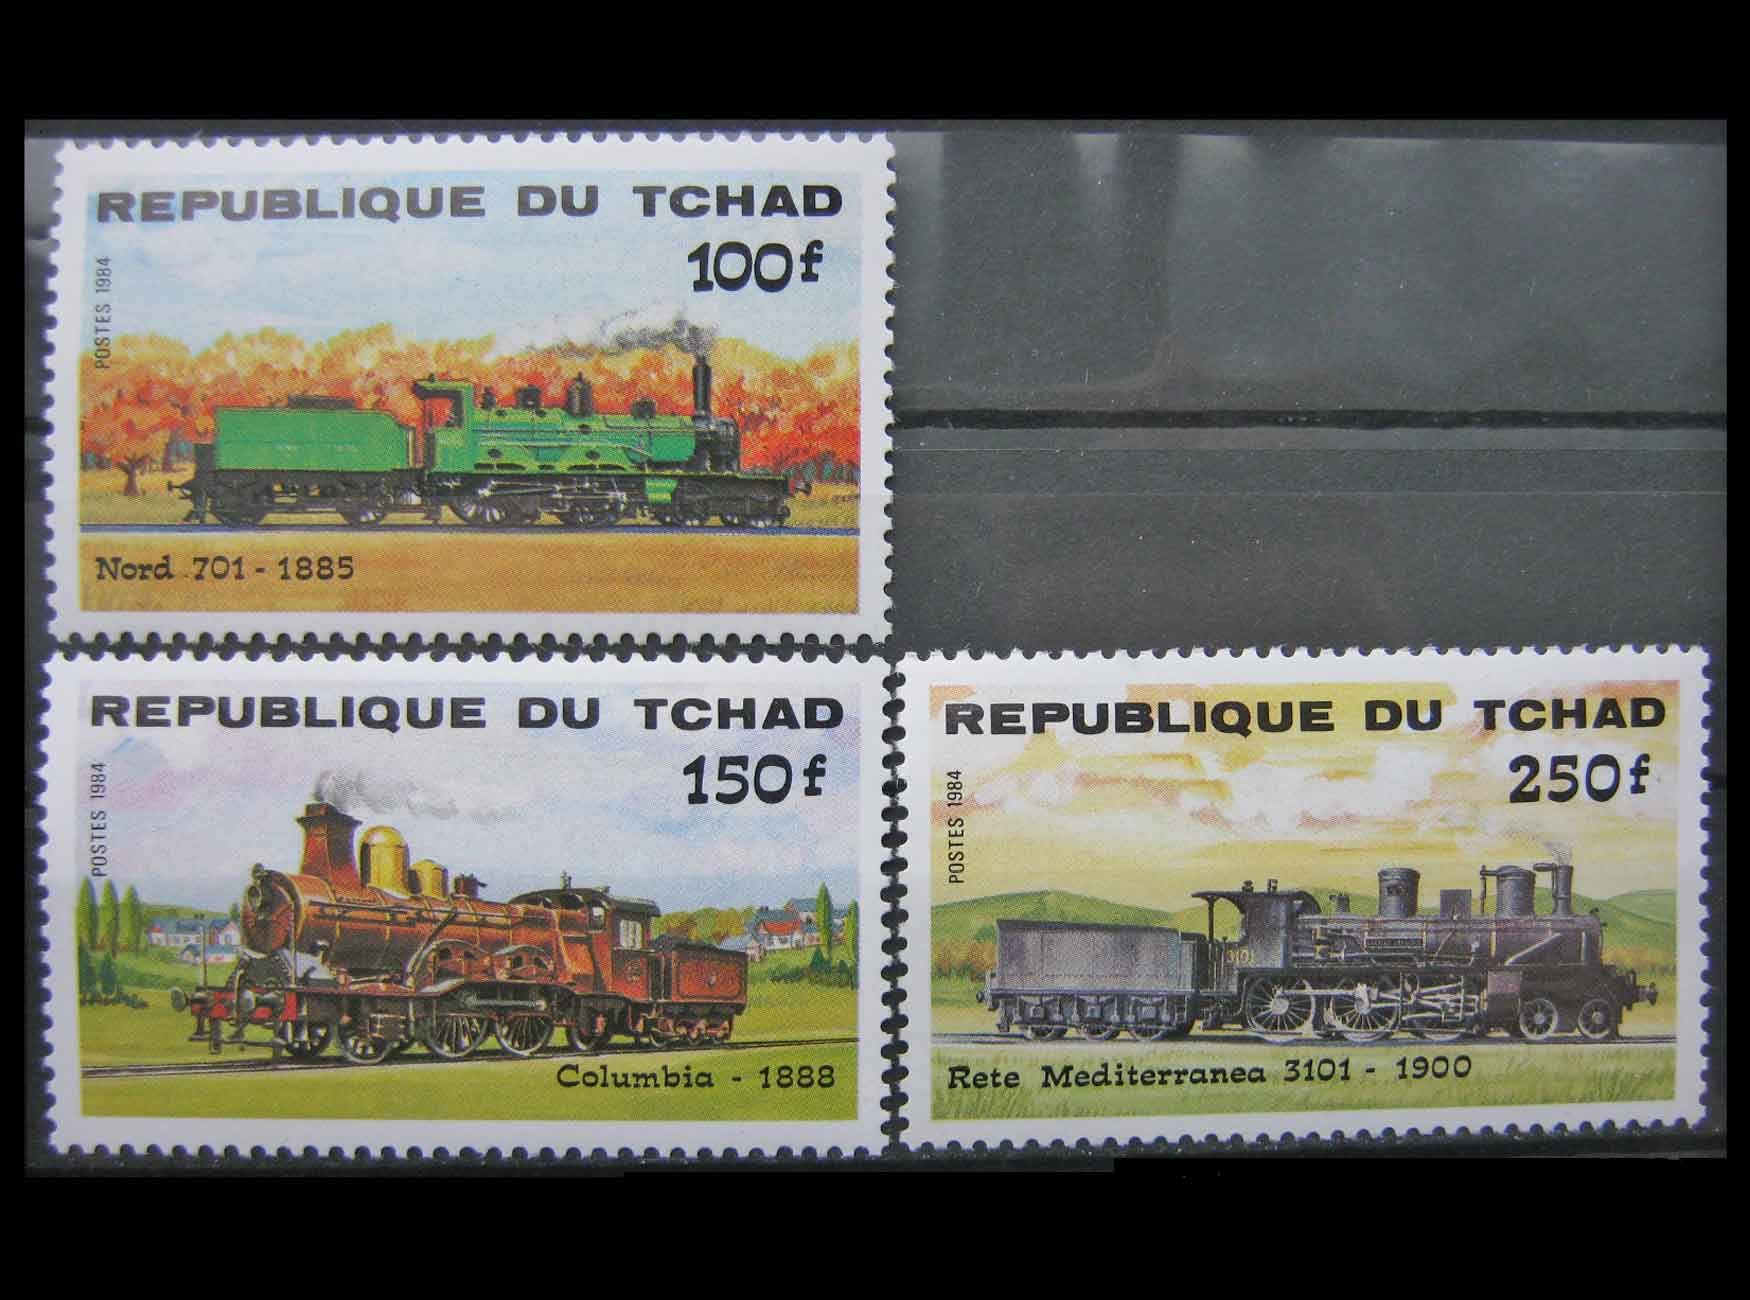 REPUBLIQUE DU TCHAD
100f
POSTES 1984
Nord 701 - 1885
REPUBLIQUE DU TCHAD
150f
POSTES 1984
Columbia - 1888
REPUBLIQUE DU TCHAD
250f
POSTES 1984
3101
Rete Mediterranea 3101 - 1900